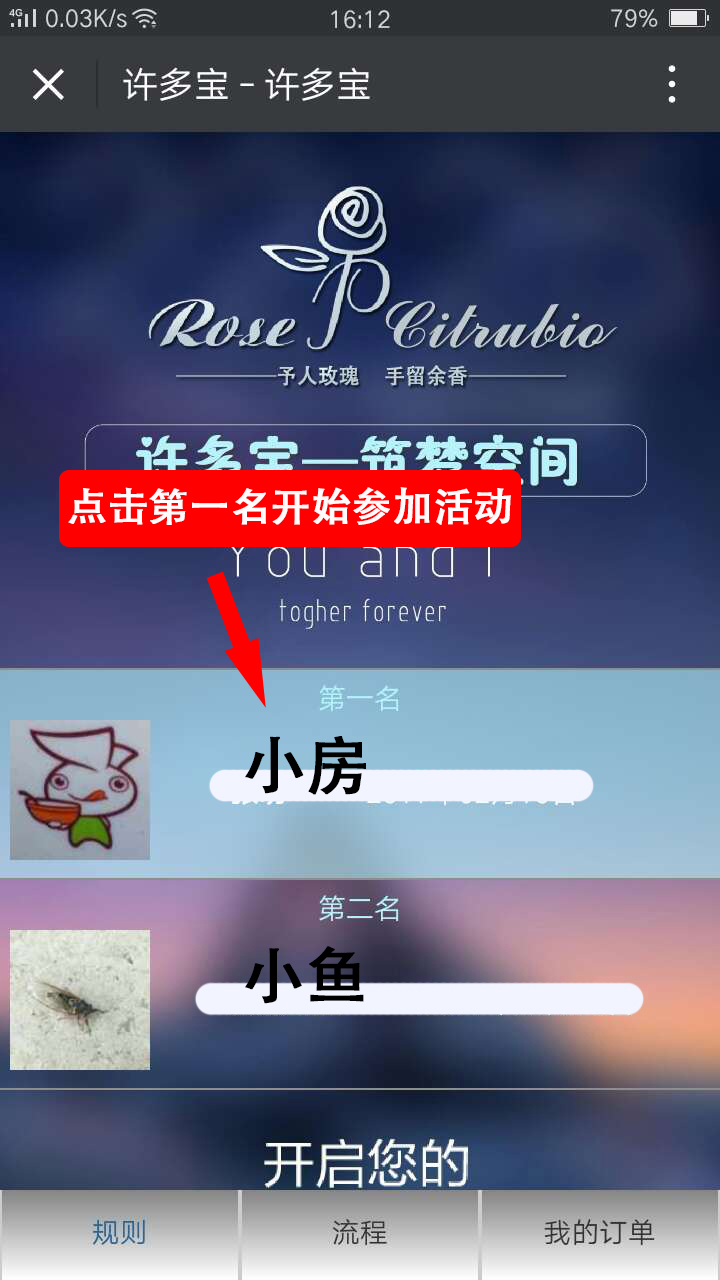 4G 0.03K/s 16:12 79%
许多宝 - 许多宝
Rose Citrubio
予人玫瑰 手留余香
许多宝—筑梦空间
点击第一名开始参加活动
You and I
togher forever
第一名
小房
第二名
小鱼
开启您的
规则 流程 我的订单